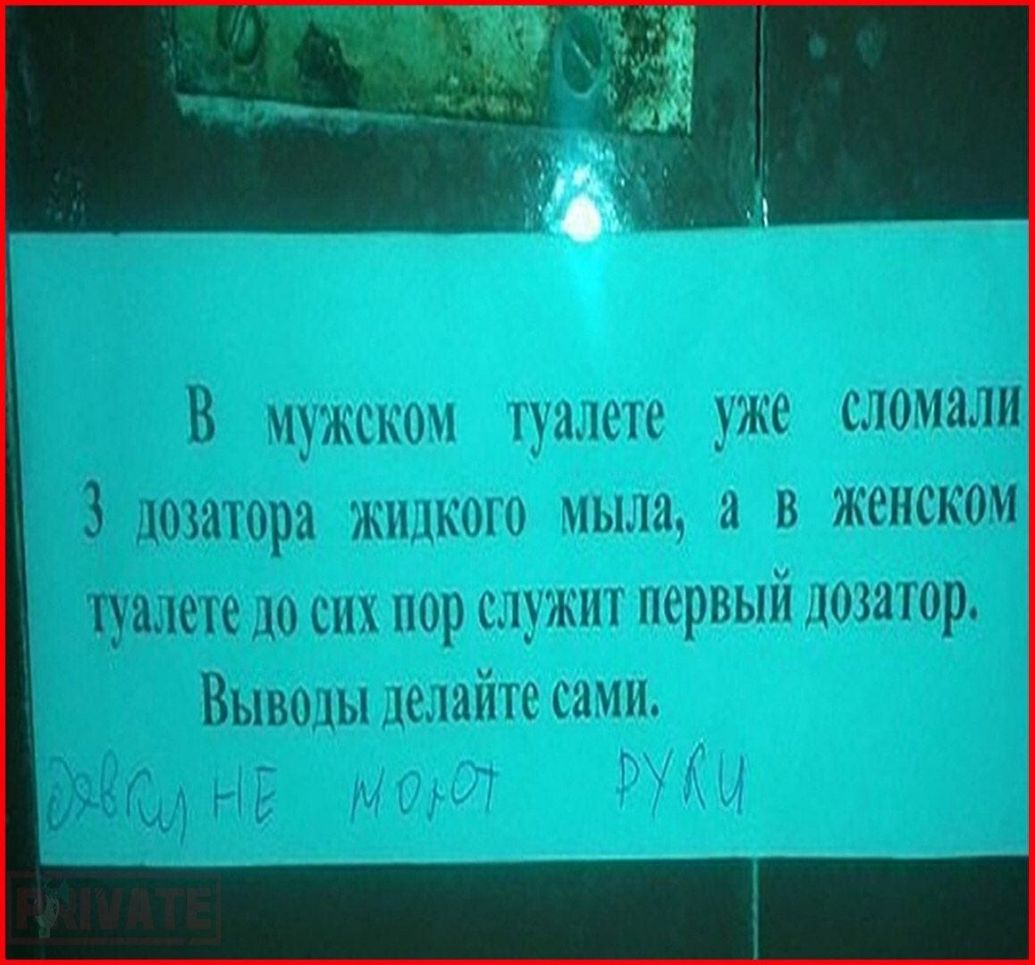 В мужском туалете уже сломали
3 дозатора жидкого мыла, а в женском
туалете до сих пор служит первый дозатор.
Выводы делайте сами.
НЕ моют РУКИ
PRIVATE